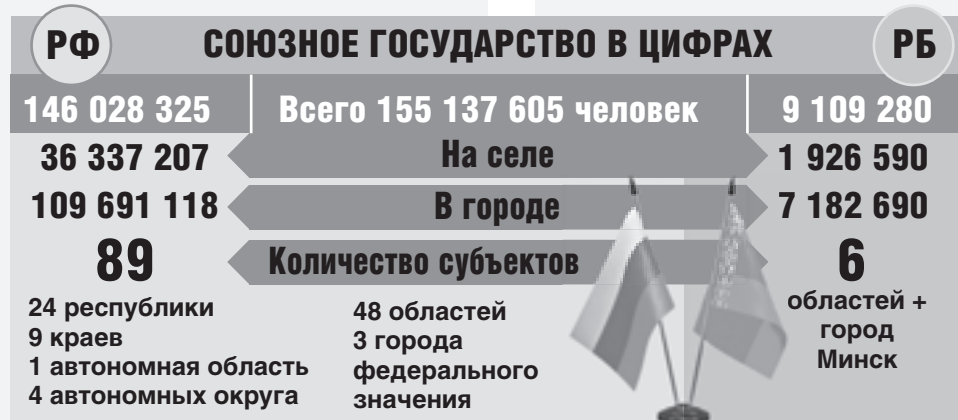 РФ СОЮЗНОЕ ГОСУДАРСТВО В ЦИФРАХ РБ
146 028 325 Всего 155 137 605 человек 9 109 280
36 337 207 На селе 1 926 590
109 691 118 В городе 7 182 690
89 Количество субъектов 6
24 республики
9 краев
1 автономная область
4 автономных округа
48 областей
3 города
федерального
значения
областей +
город
Минск